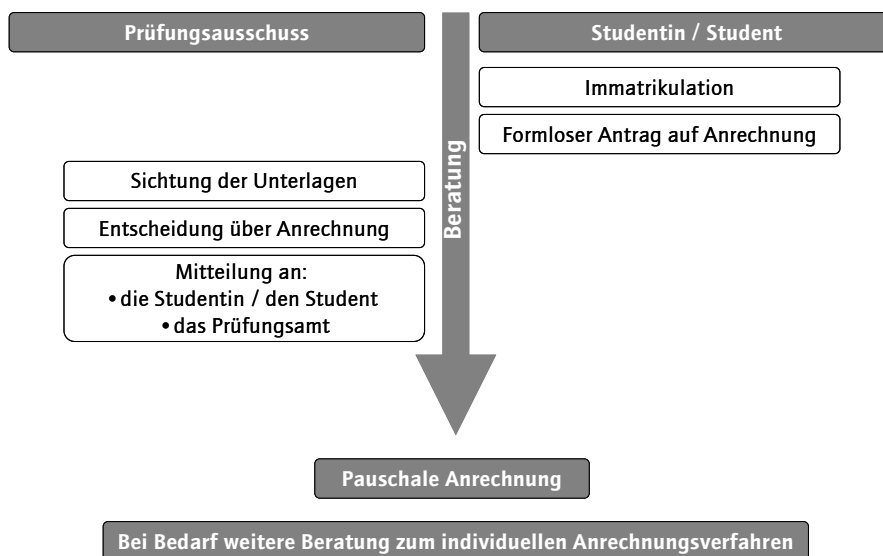 Prüfungsausschuss
Studentin / Student
Immatrikulation
Formloser Antrag auf Anrechnung
Beratung
Sichtung der Unterlagen
Entscheidung über Anrechnung
Mitteilung an:
• die Studentin / den Student
• das Prüfungsamt
Pauschale Anrechnung
Bei Bedarf weitere Beratung zum individuellen Anrechnungsverfahren